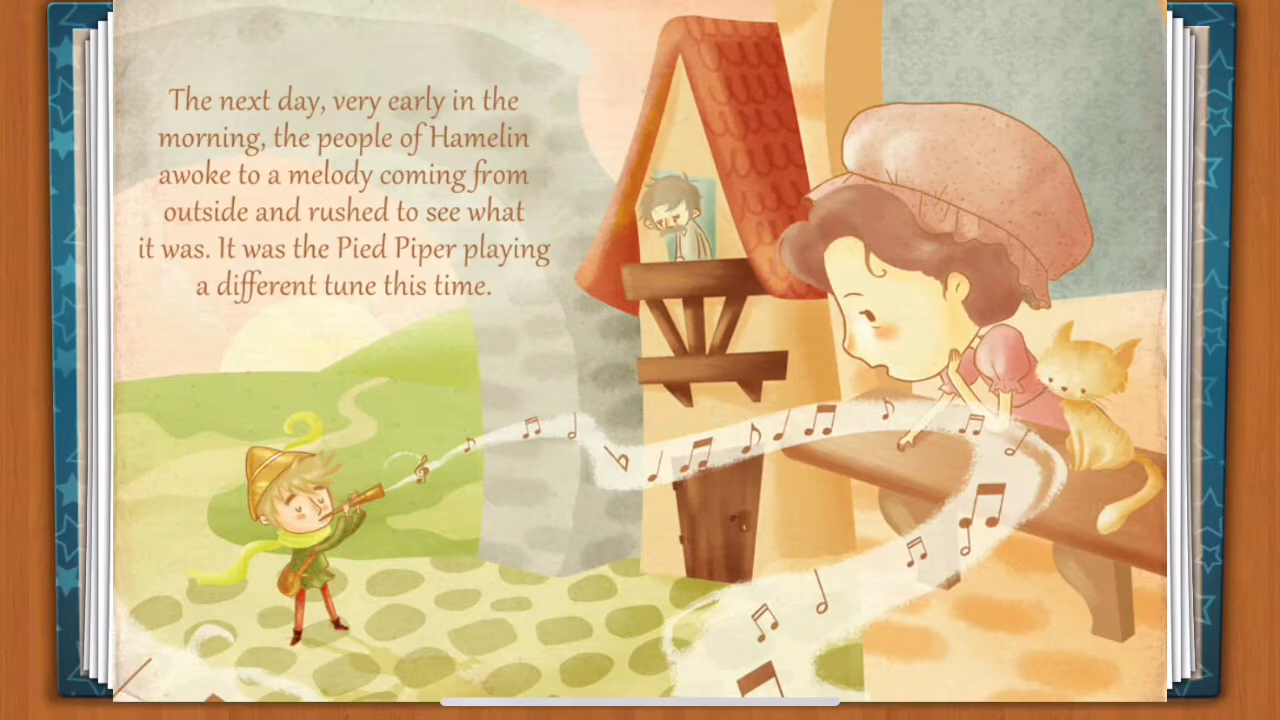 The next day, very early in the
morning, the people of Hamelin
awoke to a melody coming from
outside and rushed to see what
it was. It was the Pied Piper playing
a different tune this time.